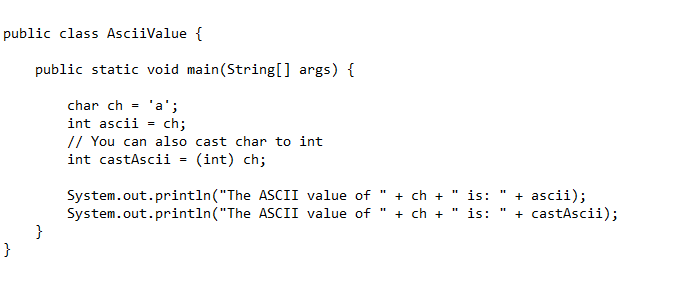 public class AsciiValue {
public static void main(String[] args) {
char ch = 'a';
int ascii = ch;
// You can also cast char to int
int castAscii = (int) ch;
System.out.println("The ASCII value of " + ch + " is: " + ascii);
System.out.println("The ASCII value of " + ch + " is: " + castAscii);
}
}